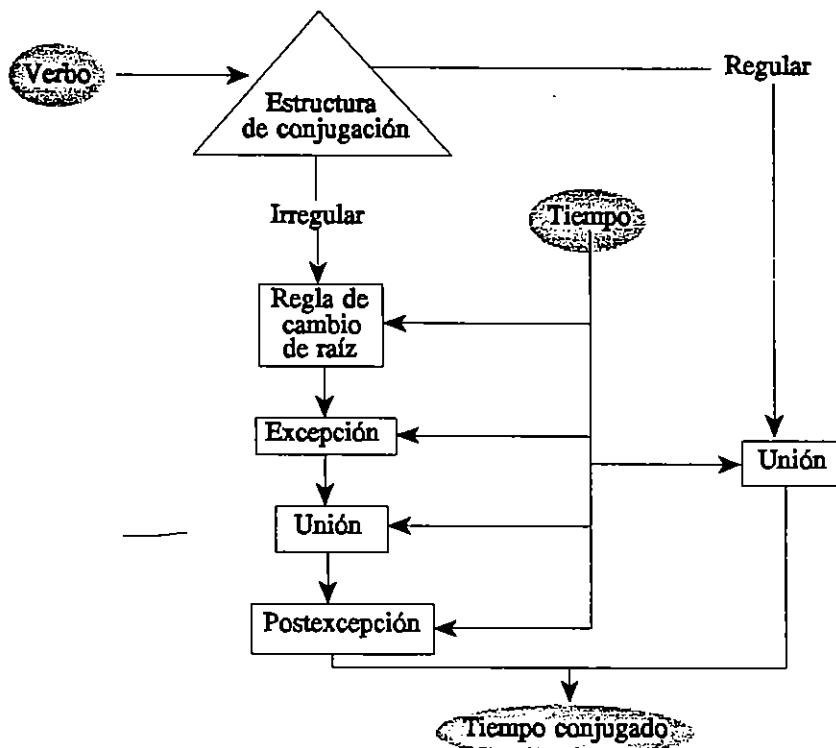 Verbo
Regular
Estructura
de conjugación
Irregular
Tiempo
Regla de
cambio
de raíz
Excepción
Unión
Unión
Postexcepción
Tiempo conjugado